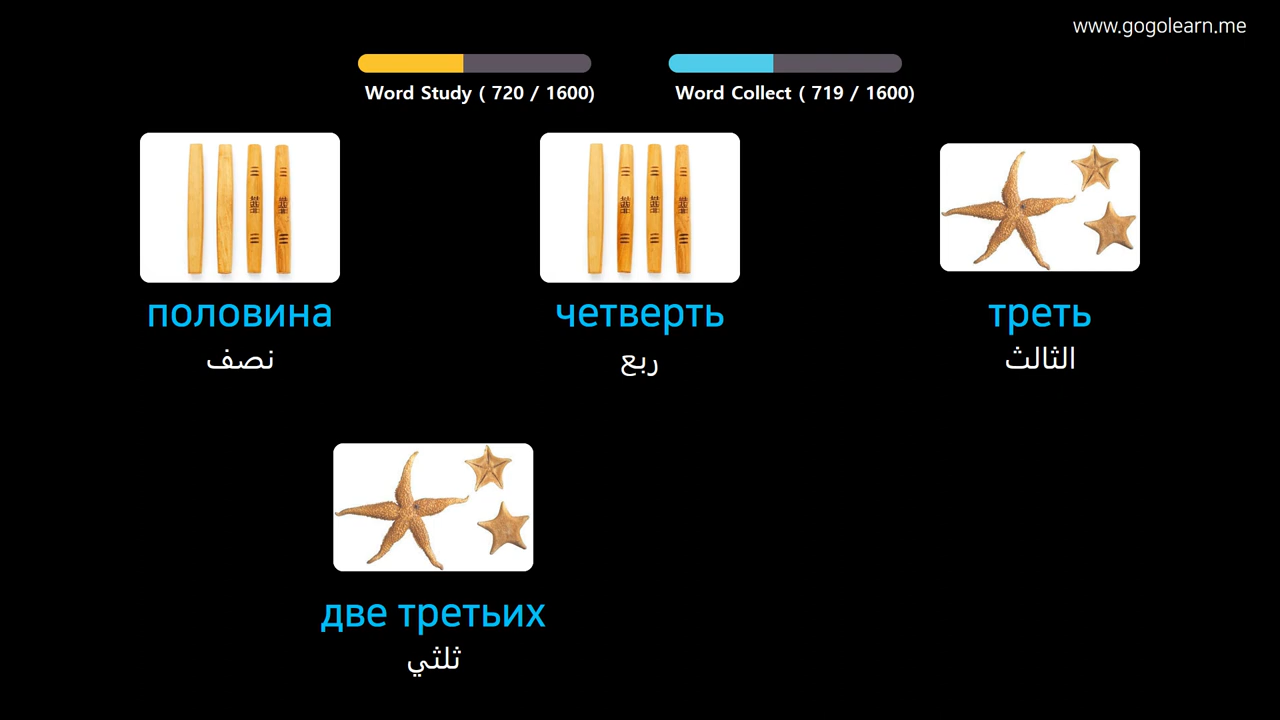 www.gogolearn.me
Word Study ( 720 / 1600)
Word Collect ( 719 / 1600)
половина
نصف
четверть
ربع
треть
الثالث
две третьих
ثلثي